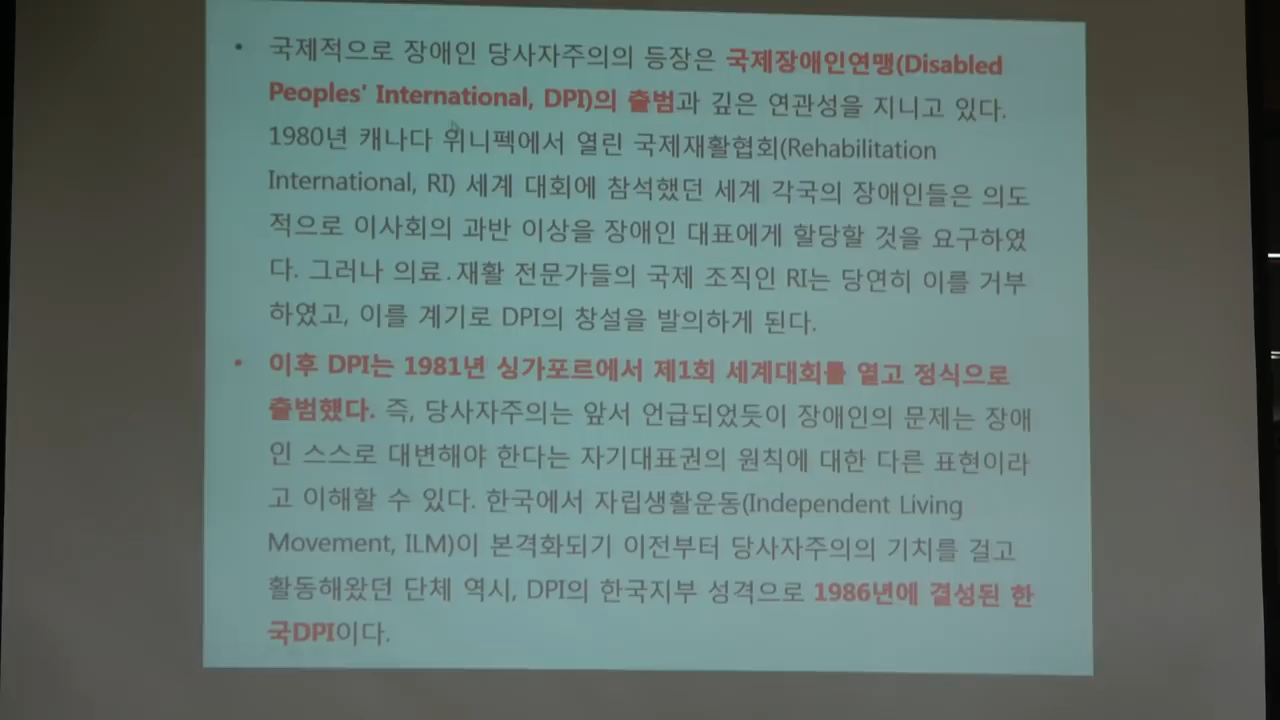 • 국제적으로 장애인 당사자주의의 등장은 국제장애인연맹(Disabled
Peoples' International, DPI)의 출범과 깊은 연관성을 지니고 있다.
1980년 캐나다 위니펙에서 열린 국제재활협회(Rehabilitation
International, RI) 세계 대회에 참석했던 세계 각국의 장애인들은 의도
적으로 이사회의 과반 이상을 장애인 대표에게 할당할 것을 요구하였
다. 그러나 의료.재활 전문가들의 국제 조직인 RI는 당연히 이를 거부
하였고, 이를 계기로 DPI의 창설을 발의하게 된다.
• 이후 DPI는 1981년 싱가포르에서 제1회 세계대회를 열고 정식으로
출범했다. 즉, 당사자주의는 앞서 언급되었듯이 장애인의 문제는 장애
인 스스로 대변해야 한다는 자기대표권의 원칙에 대한 다른 표현이라
고 이해할 수 있다. 한국에서 자립생활운동(Independent Living
Movement, ILM)이 본격화되기 이전부터 당사자주의의 기치를 걸고
활동해왔던 단체 역시, DPI의 한국지부 성격으로 1986년에 결성된 한
국DPI이다.